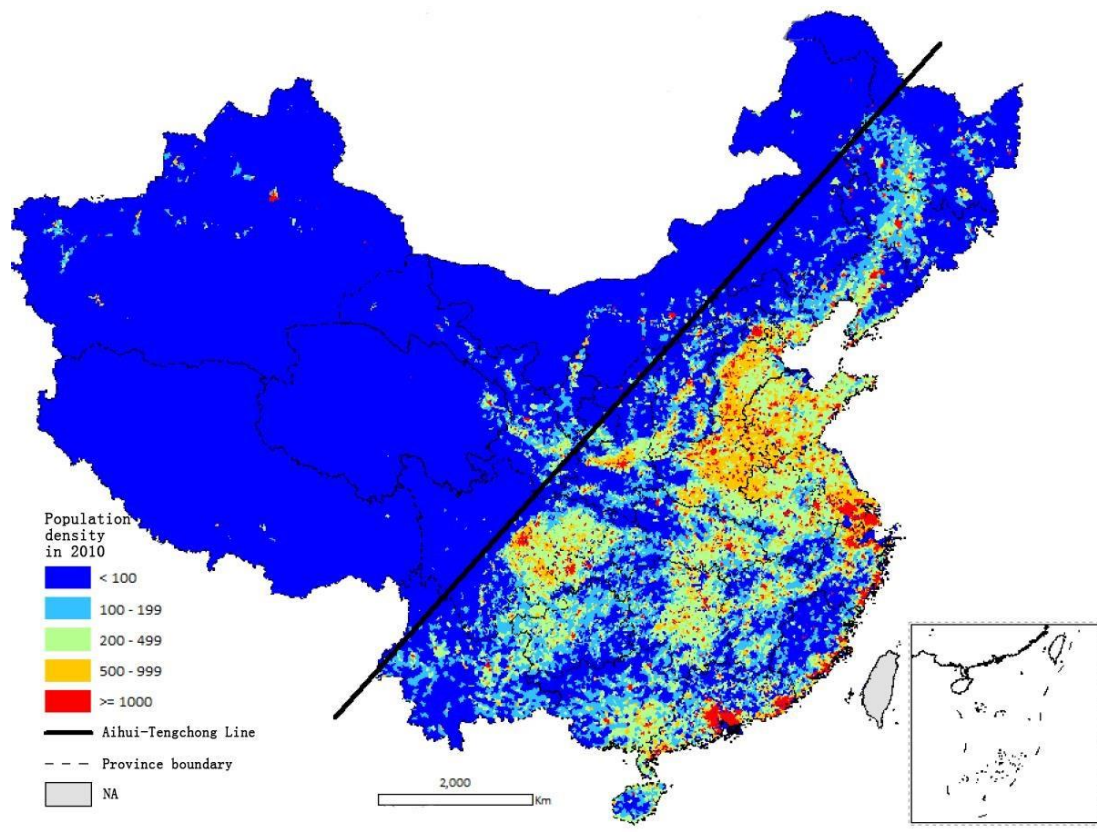 Population
density
in 2010
< 100
100 - 199
200 - 499
500 - 999
>= 1000
Aihui-Tengchong Line
Province boundary
NA
2,000
Km